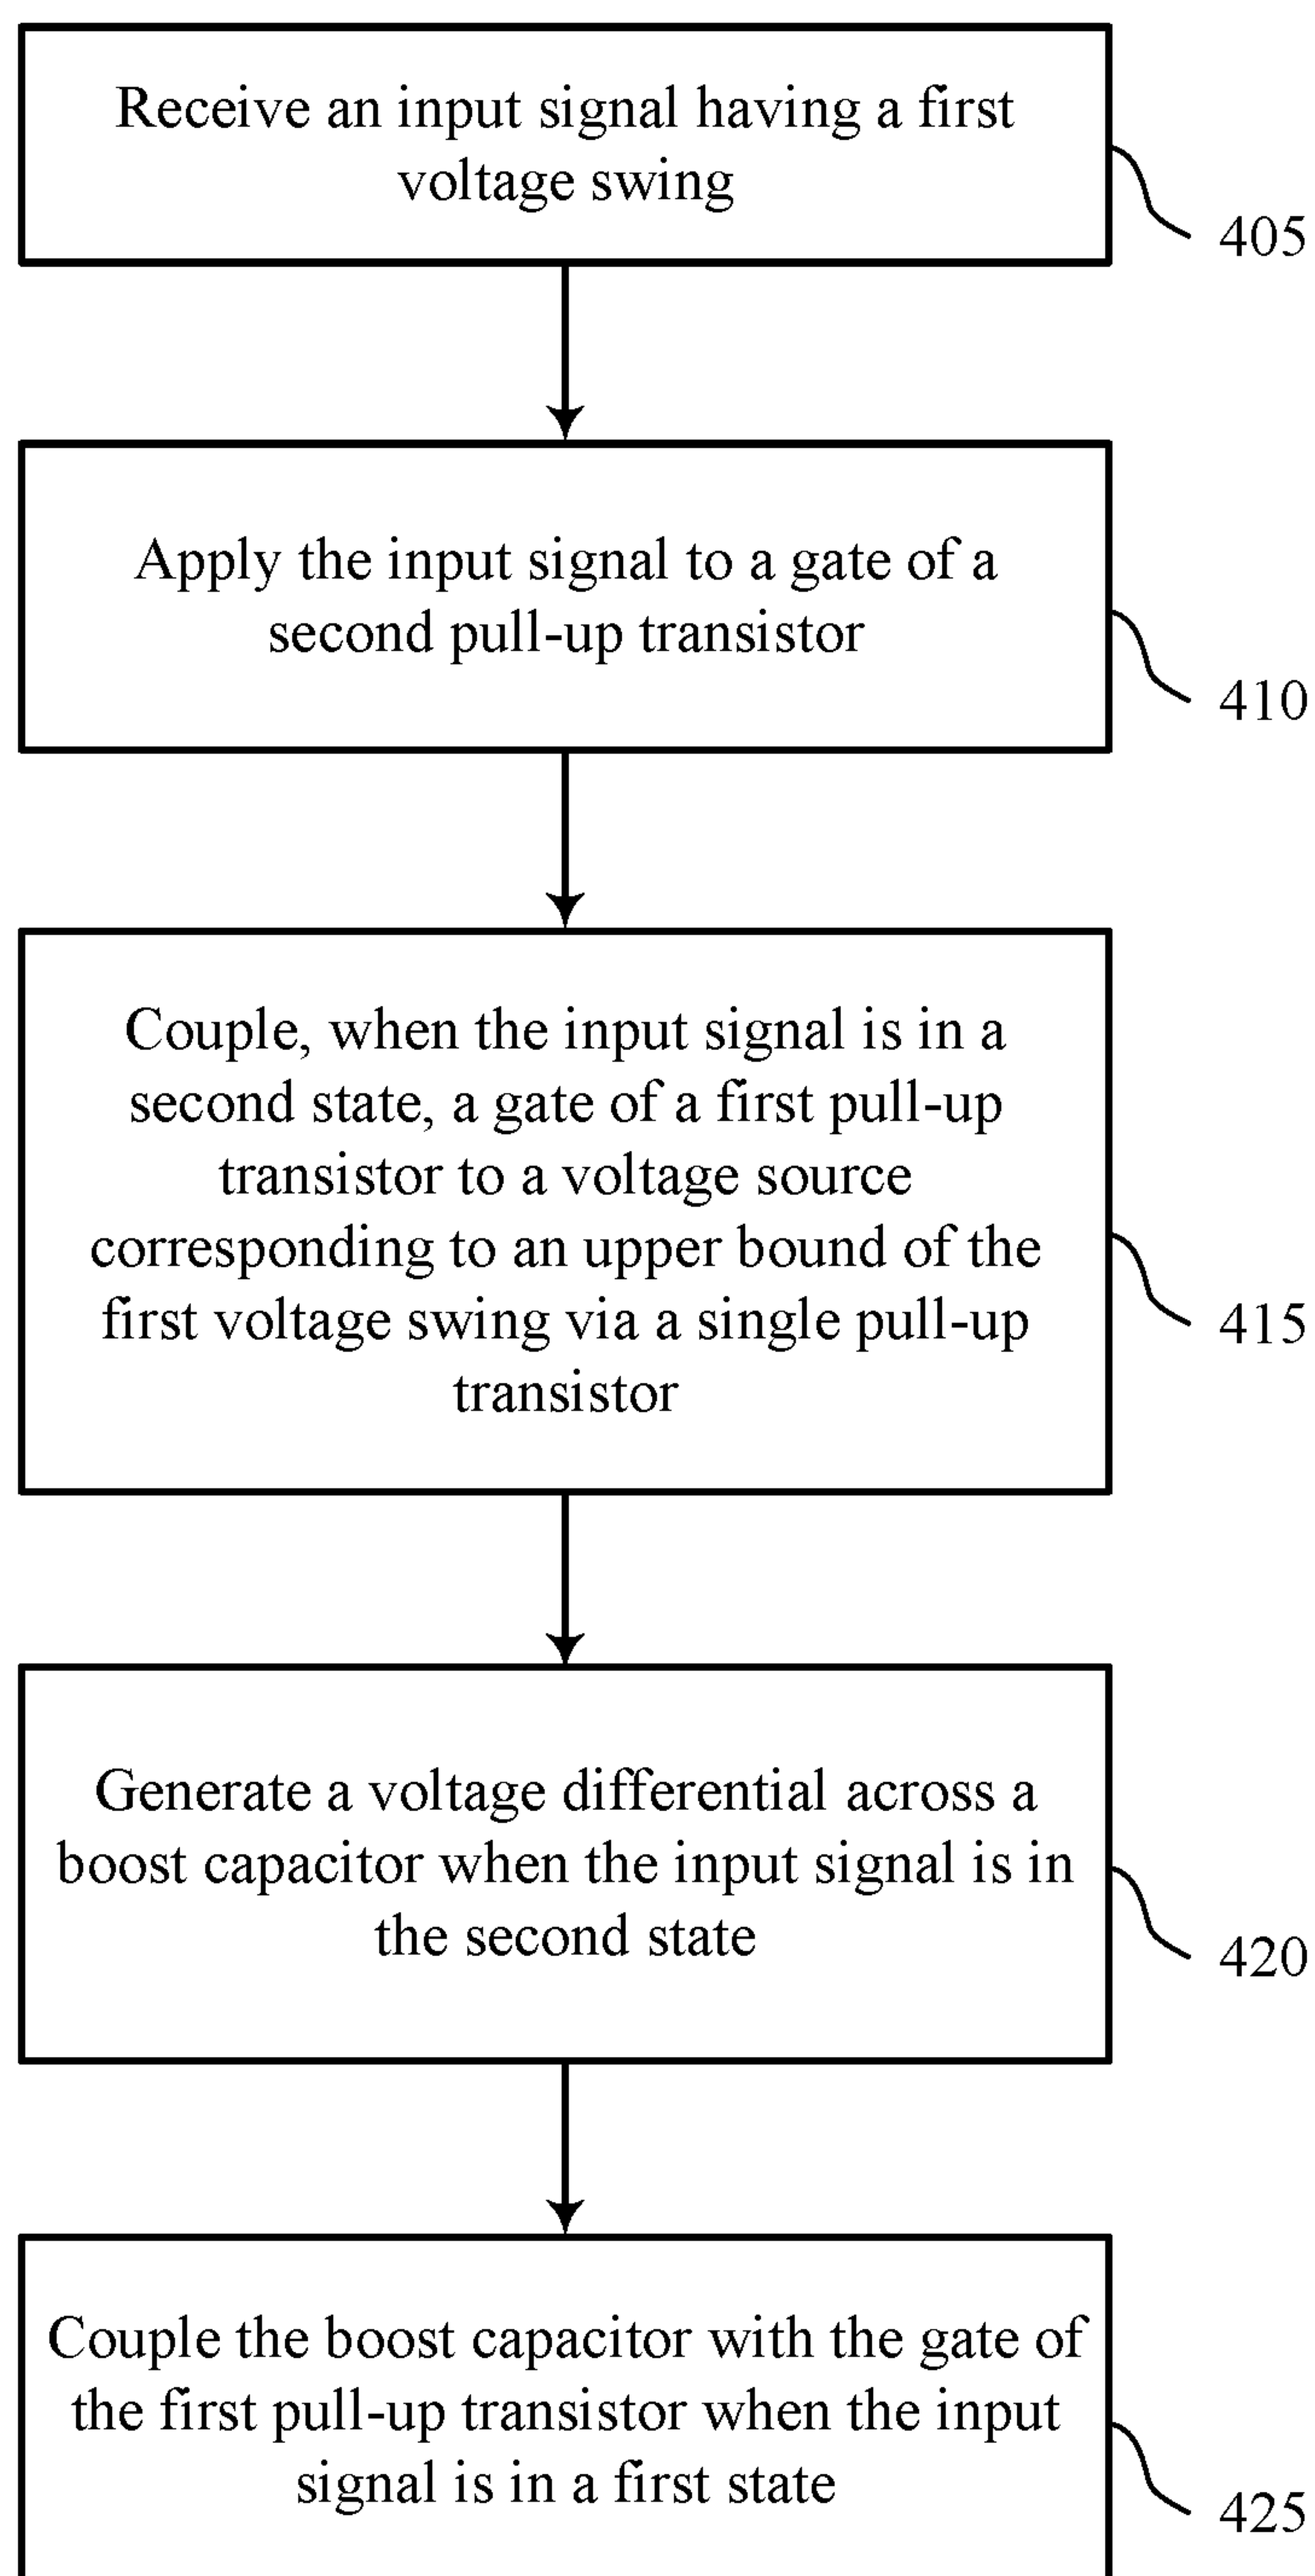 Receive an input signal having a first
voltage swing
405
Apply the input signal to a gate of a
second pull-up transistor
410
Couple, when the input signal is in a
second state, a gate of a first pull-up
transistor to a voltage source
corresponding to an upper bound of the
first voltage swing via a single pull-up
transistor
415
Generate a voltage differential across a
boost capacitor when the input signal is in
the second state
420
Couple the boost capacitor with the gate of
the first pull-up transistor when the input
signal is in a first state
425